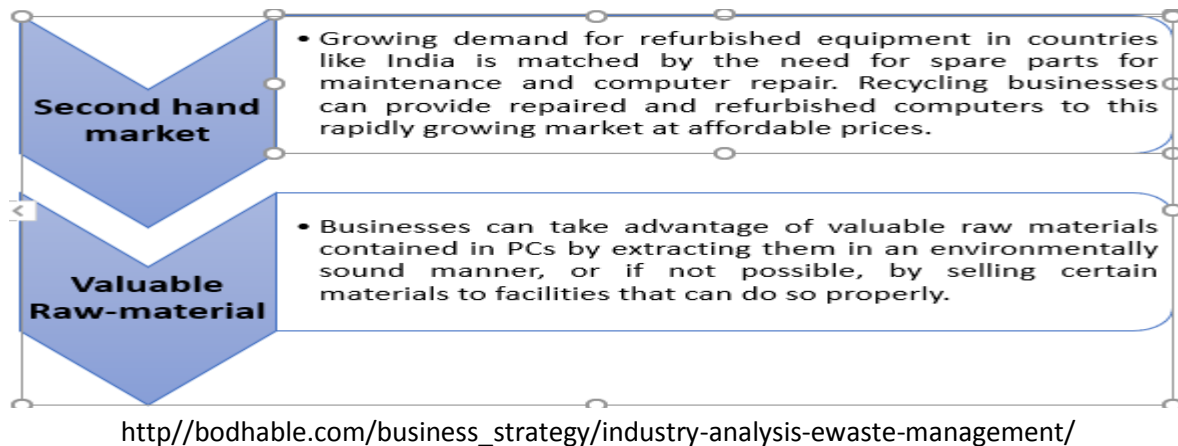 Second hand
market
• Growing demand for refurbished equipment in countries
like India is matched by the need for spare parts for
maintenance and computer repair. Recycling businesses
can provide repaired and refurbished computers to this
rapidly growing market at affordable prices.
Valuable
Raw-material
• Businesses can take advantage of valuable raw materials
contained in PCs by extracting them in an environmentally
sound manner, or if not possible, by selling certain
materials to facilities that can do so properly.
http//bodhable.com/business_strategy/industry-analysis-ewaste-management/